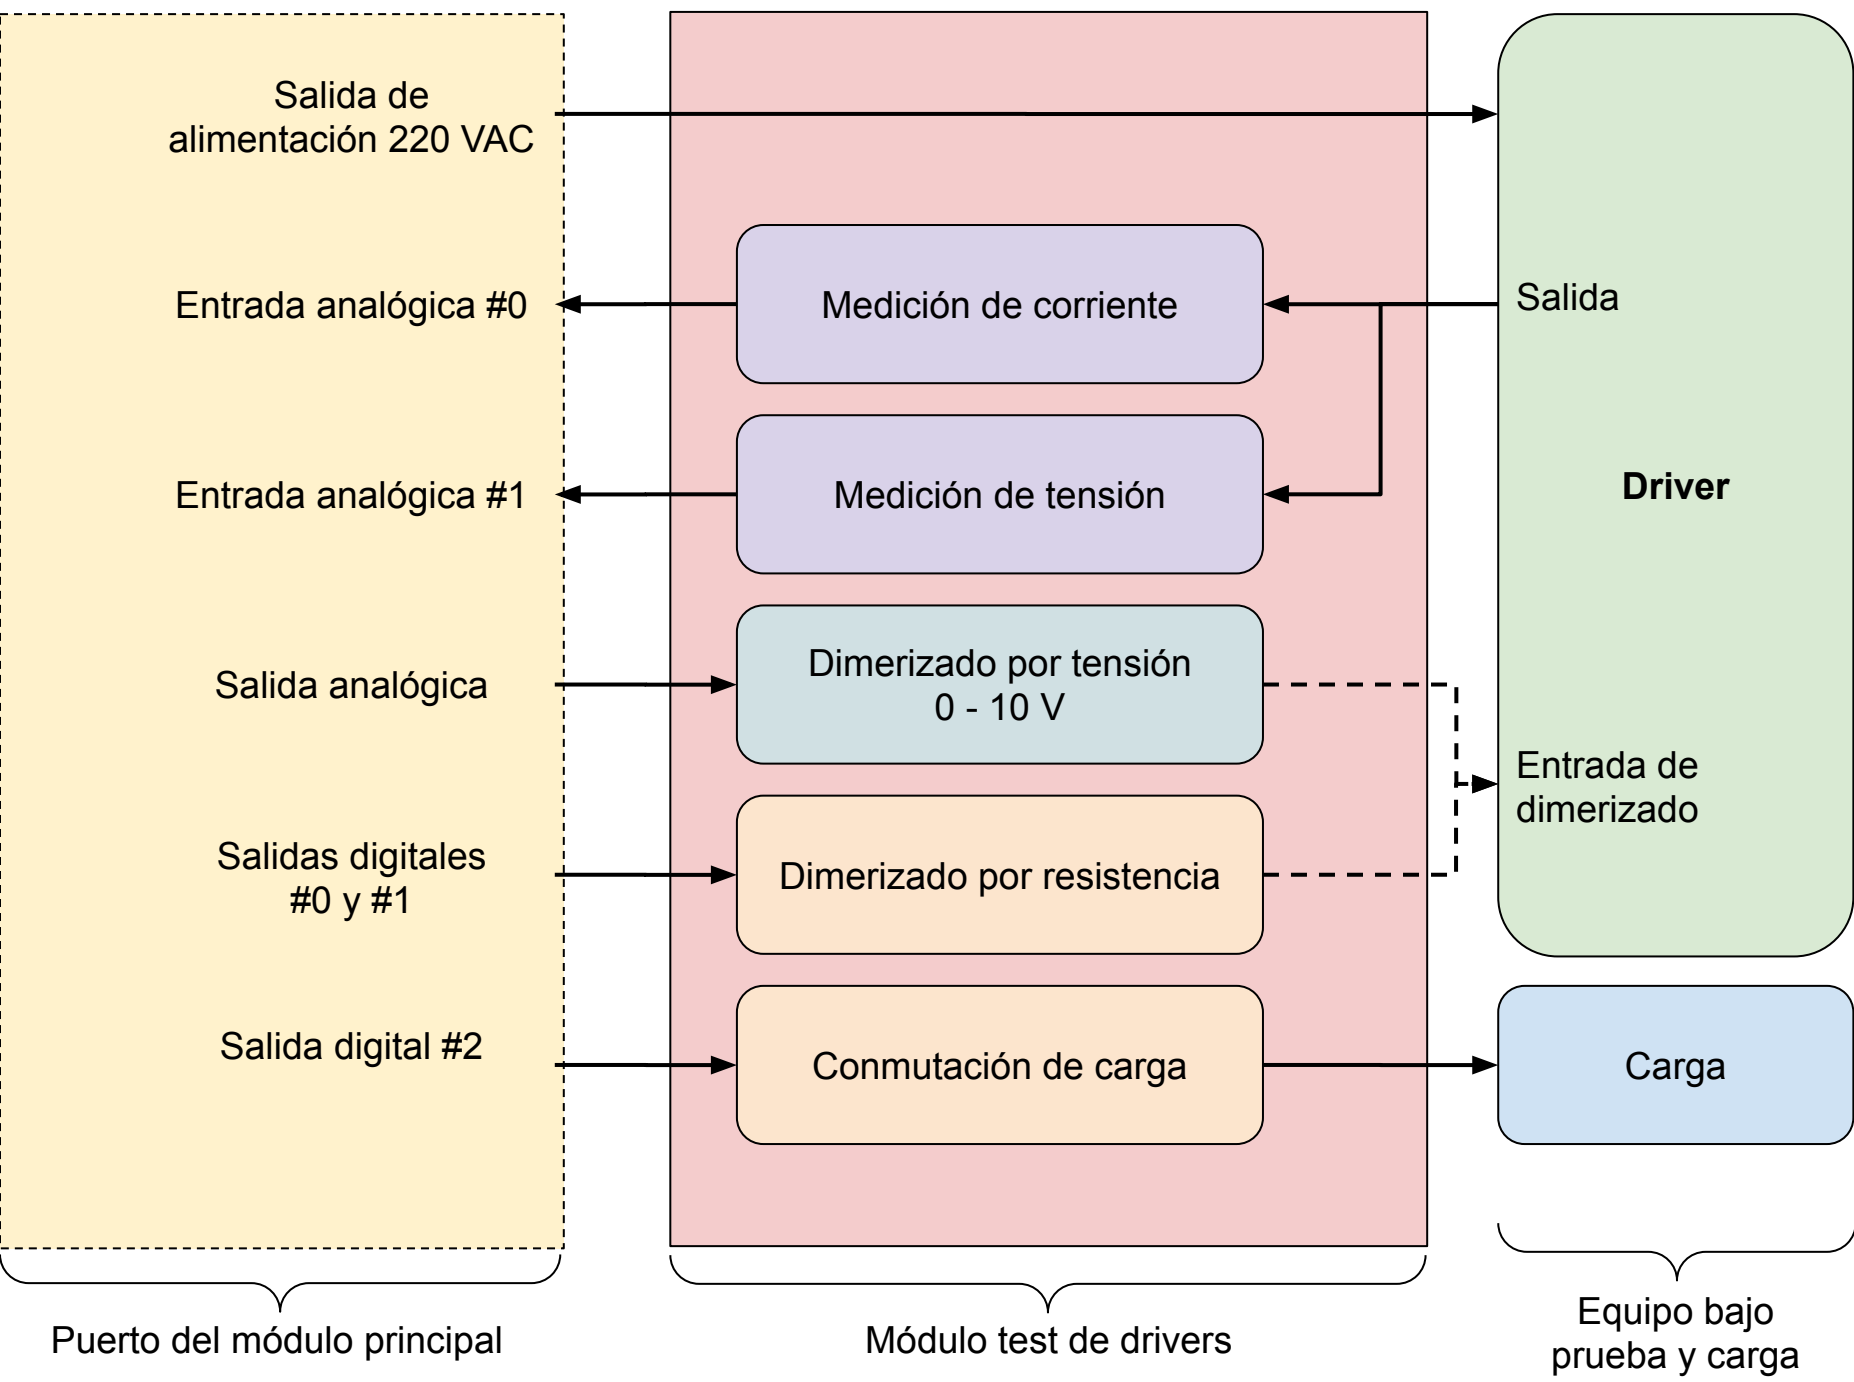 Salida de
alimentación 220 VAC
Entrada analógica #0
Medición de corriente
Salida
Entrada analógica #1
Medición de tensión
Driver
Salida analógica
Dimerizado por tensión
0 - 10 V
Entrada de
dimerizado
Salidas digitales
#0 y #1
Dimerizado por resistencia
Salida digital #2
Conmutación de carga
Carga
Puerto del módulo principal
Módulo test de drivers
Equipo bajo
prueba y carga